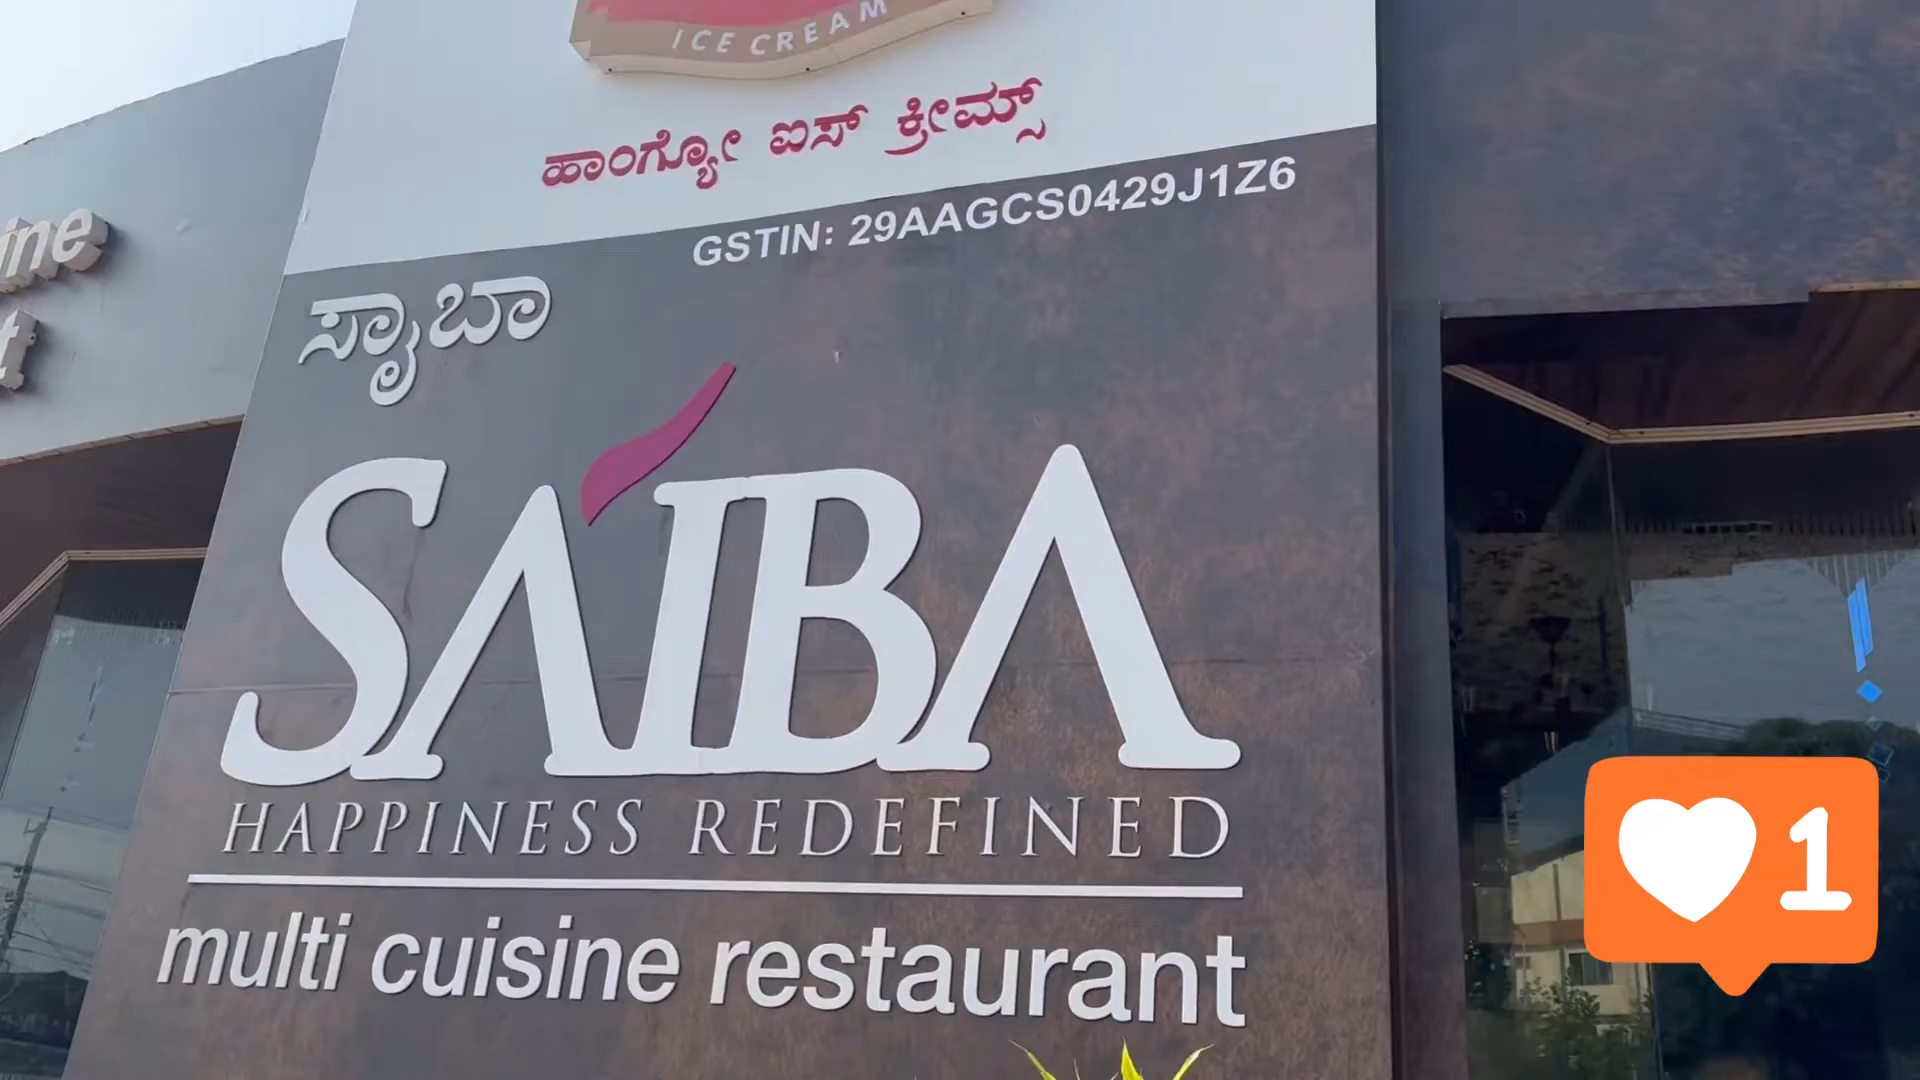 ICE CREAM
ಹಾಂಗ್ಯೋ ಐಸ್ ಕ್ರೀಮ್ಸ್
GSTIN: 29AAGCS0429J1Z6
ಸೈಬಾ
SAIBA
HAPPINESS REDEFINED
multi cuisine restaurant
1